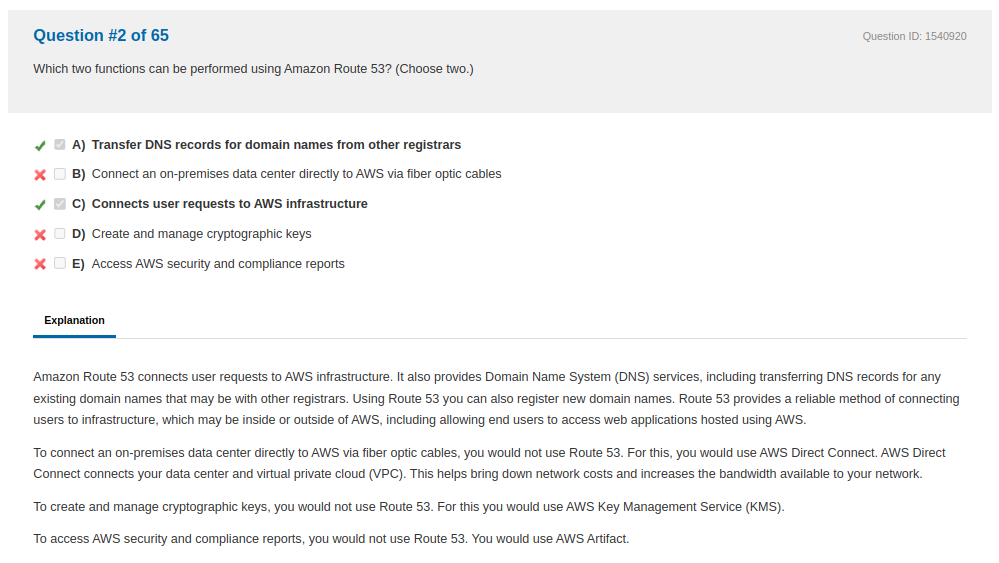 Question #2 of 65
Question ID: 1540920
Which two functions can be performed using Amazon Route 53? (Choose two.)
A) Transfer DNS records for domain names from other registrars
B) Connect an on-premises data center directly to AWS via fiber optic cables
C) Connects user requests to AWS infrastructure
D) Create and manage cryptographic keys
E) Access AWS security and compliance reports
Explanation
Amazon Route 53 connects user requests to AWS infrastructure. It also provides Domain Name System (DNS) services, including transferring DNS records for any
existing domain names that may be with other registrars. Using Route 53 you can also register new domain names. Route 53 provides a reliable method of connecting
users to infrastructure, which may be inside or outside of AWS, including allowing end users to access web applications hosted using AWS.
To connect an on-premises data center directly to AWS via fiber optic cables, you would not use Route 53. For this, you would use AWS Direct Connect. AWS Direct
Connect connects your data center and virtual private cloud (VPC). This helps bring down network costs and increases the bandwidth available to your network.
To create and manage cryptographic keys, you would not use Route 53. For this you would use AWS Key Management Service (KMS).
To access AWS security and compliance reports, you would not use Route 53. You would use AWS Artifact.